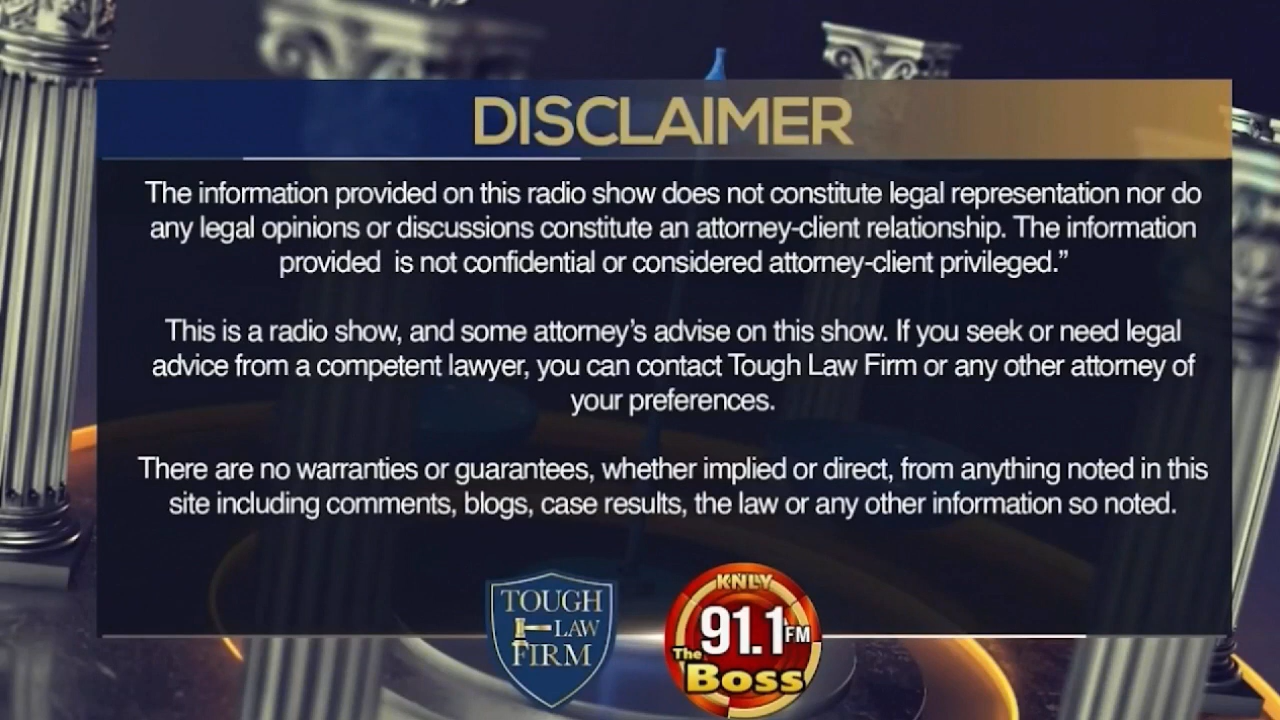 DISCLAIMER
The information provided on this radio show does not constitute legal representation nor do
any legal opinions or discussions constitute an attorney-client relationship. The information
provided  is not confidential or considered attorney-client privileged.”
This is a radio show, and some attorney’s advise on this show. If you seek or need legal
advice from a competent lawyer, you can contact Tough Law Firm or any other attorney of
your preferences.
There are no warranties or guarantees, whether implied or direct, from anything noted in this
site including comments, blogs, case results, the law or any other information so noted.
TOUGH
LAW
FIRM
KNLY
91.1 FM
The
Boss